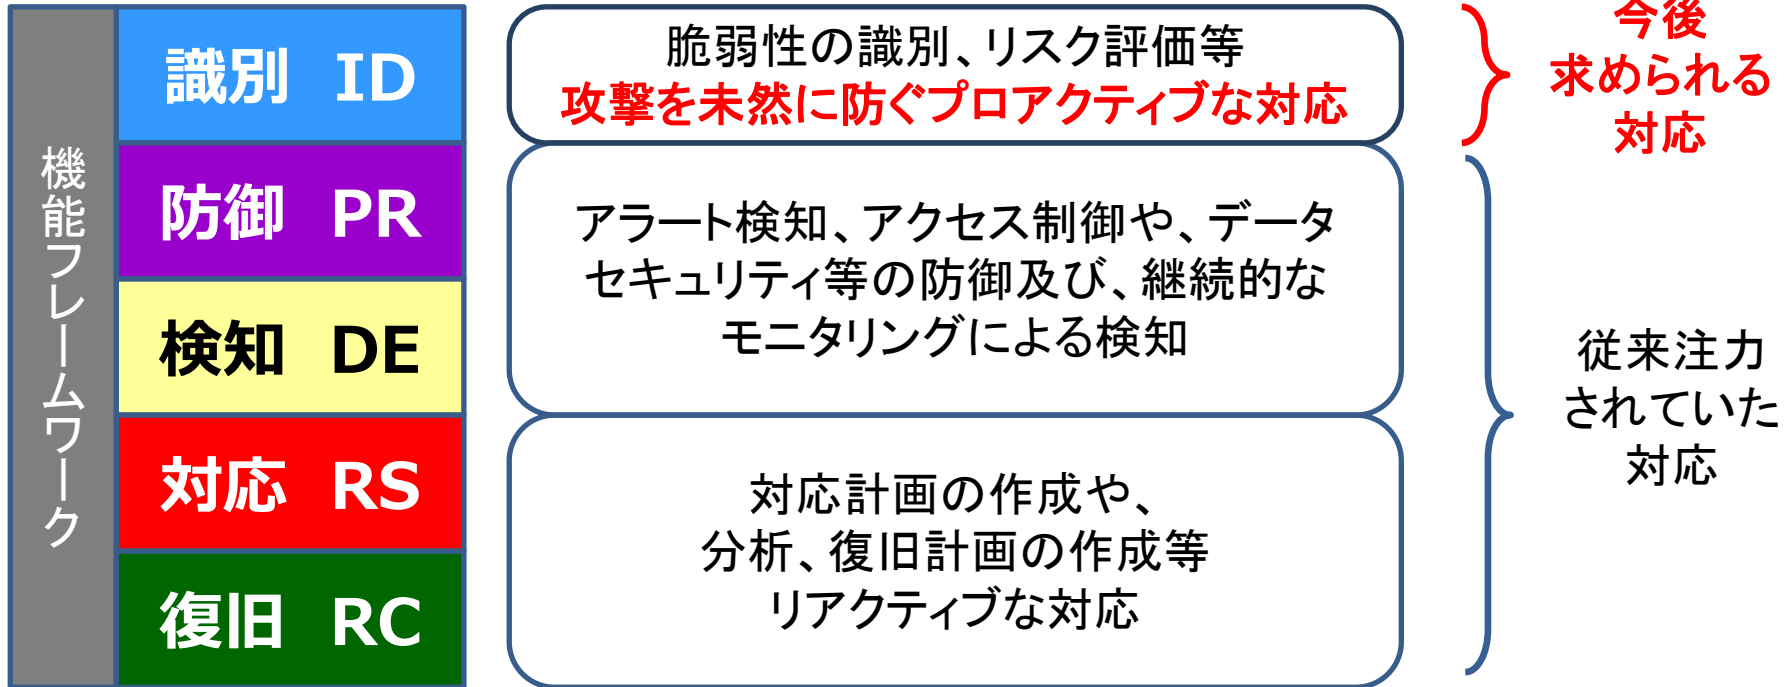 機能フレームワーク
識別 ID
脆弱性の識別、リスク評価等
攻撃を未然に防ぐプロアクティブな対応
今後
求められる
対応
防御 PR
検知 DE
アラート検知、アクセス制御や、データ
セキュリティ等の防御及び、継続的な
モニタリングによる検知
対応 RS
復旧 RC
対応計画の作成や、
分析、復旧計画の作成等
リアクティブな対応
従来注力
されていた
対応